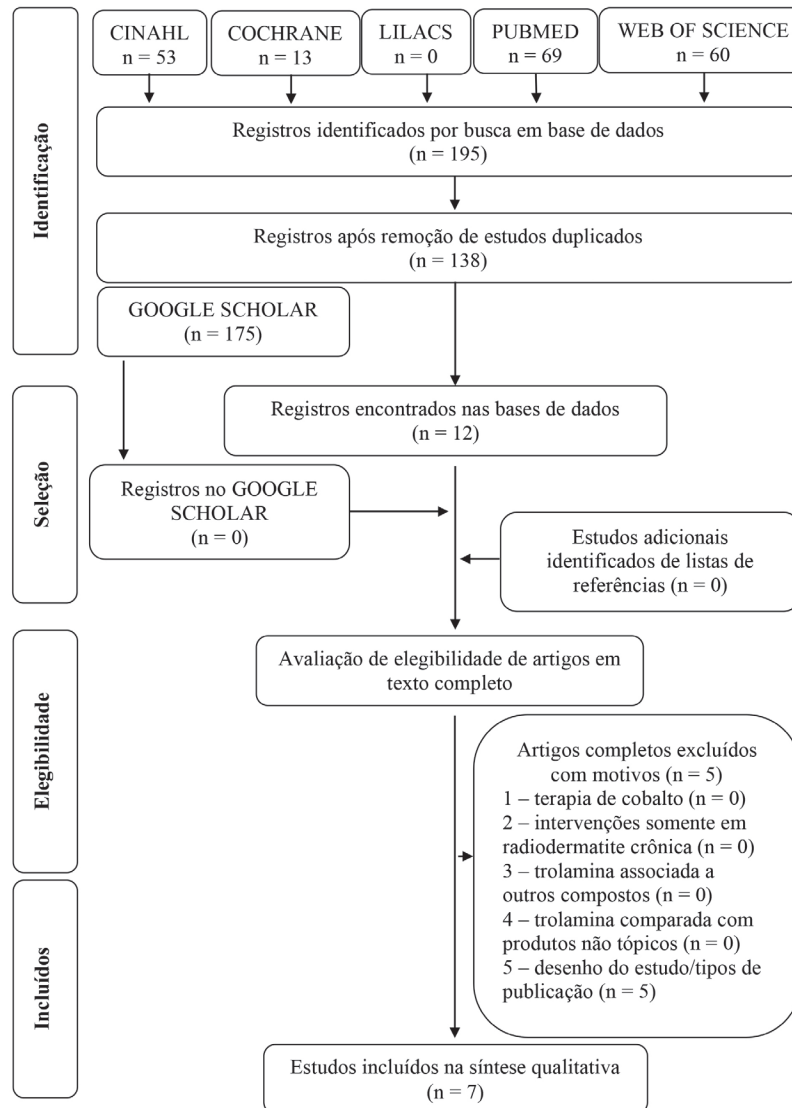 CINAHL
n = 53
COCHRANE
n = 13
LILACS
n = 0
PUBMED
n = 69
WEB OF SCIENCE
n = 60
Identificação
Registros identificados por busca em base de dados
(n = 195)
Registros após remoção de estudos duplicados
(n = 138)
GOOGLE SCHOLAR
(n = 175)
Seleção
Registros encontrados nas bases de dados
(n = 12)
Registros no GOOGLE
SCHOLAR
(n = 0)
Estudos adicionais
identificados de listas de
referências (n = 0)
Elegibilidade
Avaliação de elegibilidade de artigos em
texto completo
Artigos completos excluídos
com motivos (n = 5)
1 – terapia de cobalto (n = 0)
2 – intervenções somente em
radiodermatite crônica (n = 0)
3 – trolamina associada a
outros compostos (n = 0)
4 – trolamina comparada com
produtos não tópicos (n = 0)
5 – desenho do estudo/tipos de
publicação (n = 5)
Incluídos
Estudos incluídos na síntese qualitativa
(n = 7)